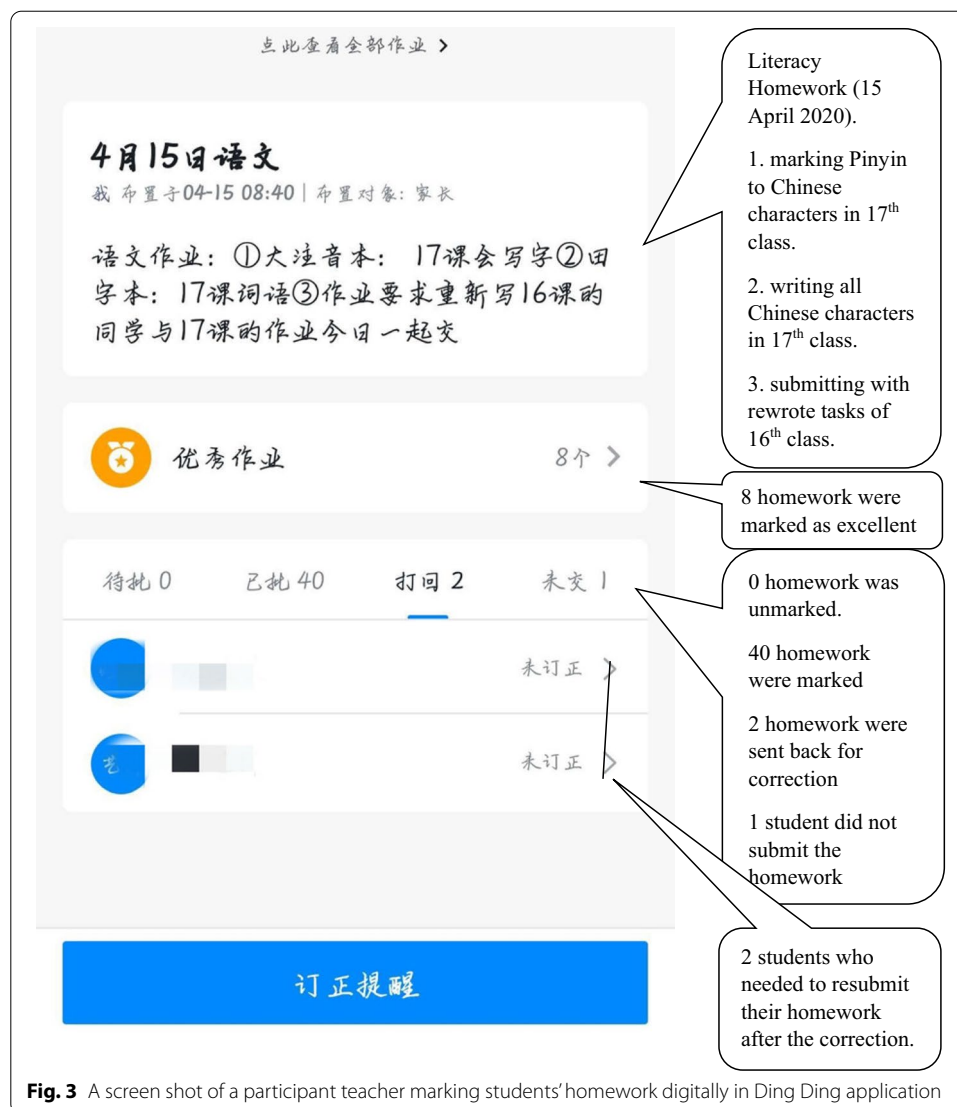 点此查看全部作业 >
4月15日语文
我 布置于04-15 08:40 | 布置对象: 家长
语文作业: ①大注音本: 17课会写字②田
字本: 17课词语③作业要求重新写16课的
同学与17课的作业今日一起交
优秀作业 8个 >
待批 0 已批 40 打回 2 未交 1
未订正 >
艺 未订正 >
订正提醒
Literacy
Homework (15
April 2020).
1. marking Pinyin
to Chinese
characters in 17th
class.
2. writing all
Chinese characters
in 17th class.
3. submitting with
rewrote tasks of
16th class.
8 homework were
marked as excellent
0 homework was
unmarked.
40 homework
were marked
2 homework were
sent back for
correction
1 student did not
submit the
homework
2 students who
needed to resubmit
their homework
after the correction.
Fig. 3 A screen shot of a participant teacher marking students' homework digitally in Ding Ding application